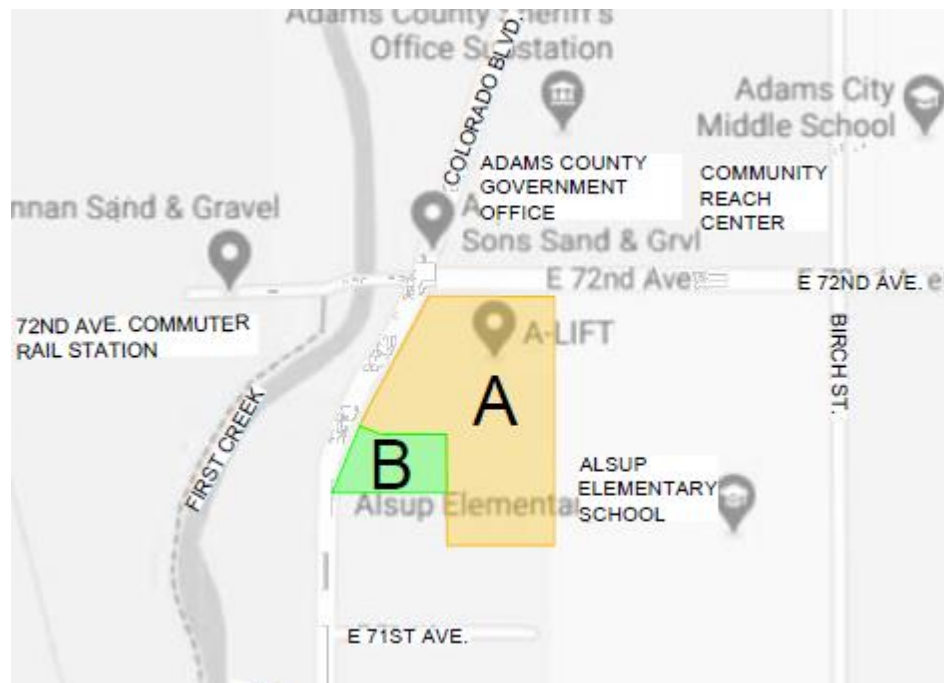 Adams County Sheriff's
Office Substation
COLORADO BLVD.
Adams City
Middle School
ADAMS COUNTY
GOVERNMENT
OFFICE
COMMUNITY
REACH
CENTER
nnan Sand & Gravel
A
Sons Sand & Grvl
E 72nd Ave
E 72ND AVE.
e
72ND AVE. COMMUTER
RAIL STATION
A-LIFT
BIRCH ST.
A
FIRST CREEK
B
ALSUP
ELEMENTARY
SCHOOL
Alsup Elementa
E 71ST AVE.